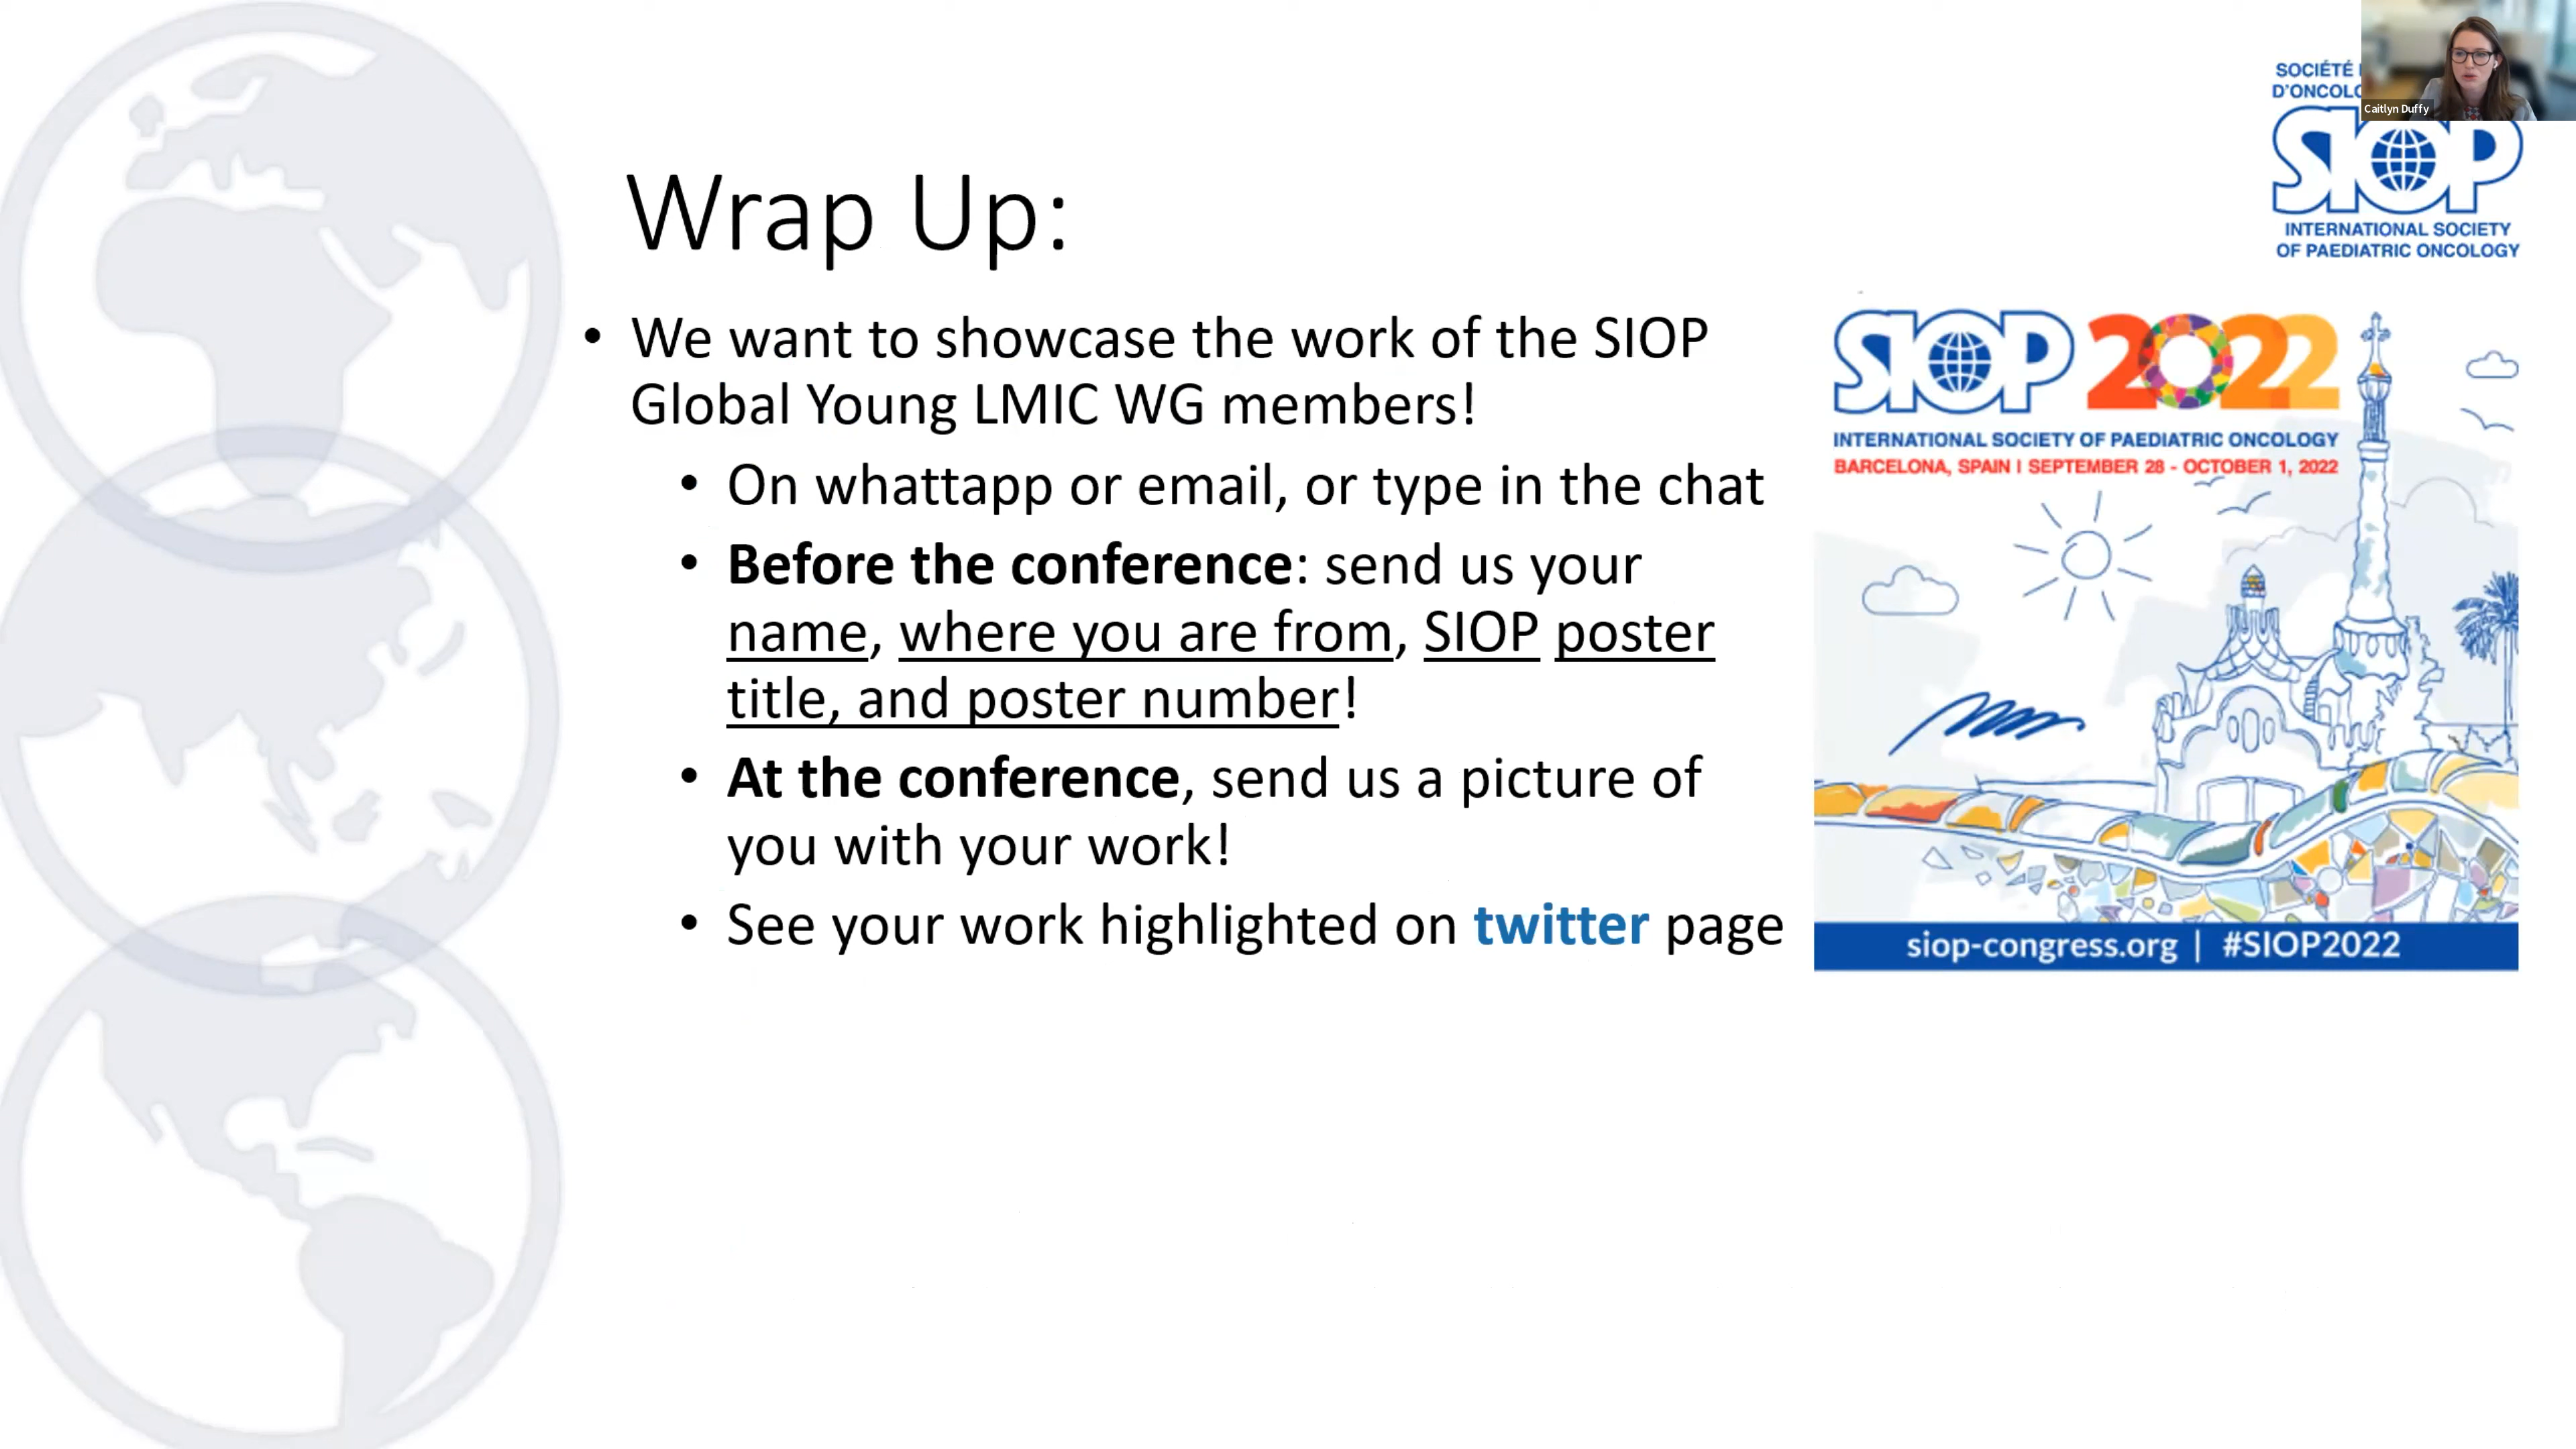 SOCIÉTÉ
D'ONCOLO
Caitlyn Duffy
SIOP
INTERNATIONAL SOCIETY
OF PAEDIATRIC ONCOLOGY
Wrap Up:
• We want to showcase the work of the SIOP
Global Young LMIC WG members!
• On whattapp or email, or type in the chat
• Before the conference: send us your
name, where you are from, SIOP poster
title, and poster number!
• At the conference, send us a picture of
you with your work!
• See your work highlighted on twitter page
SIOP 2022
INTERNATIONAL SOCIETY OF PAEDIATRIC ONCOLOGY
BARCELONA, SPAIN I SEPTEMBER 28 - OCTOBER 1, 2022
siop-congress.org | #SIOP2022